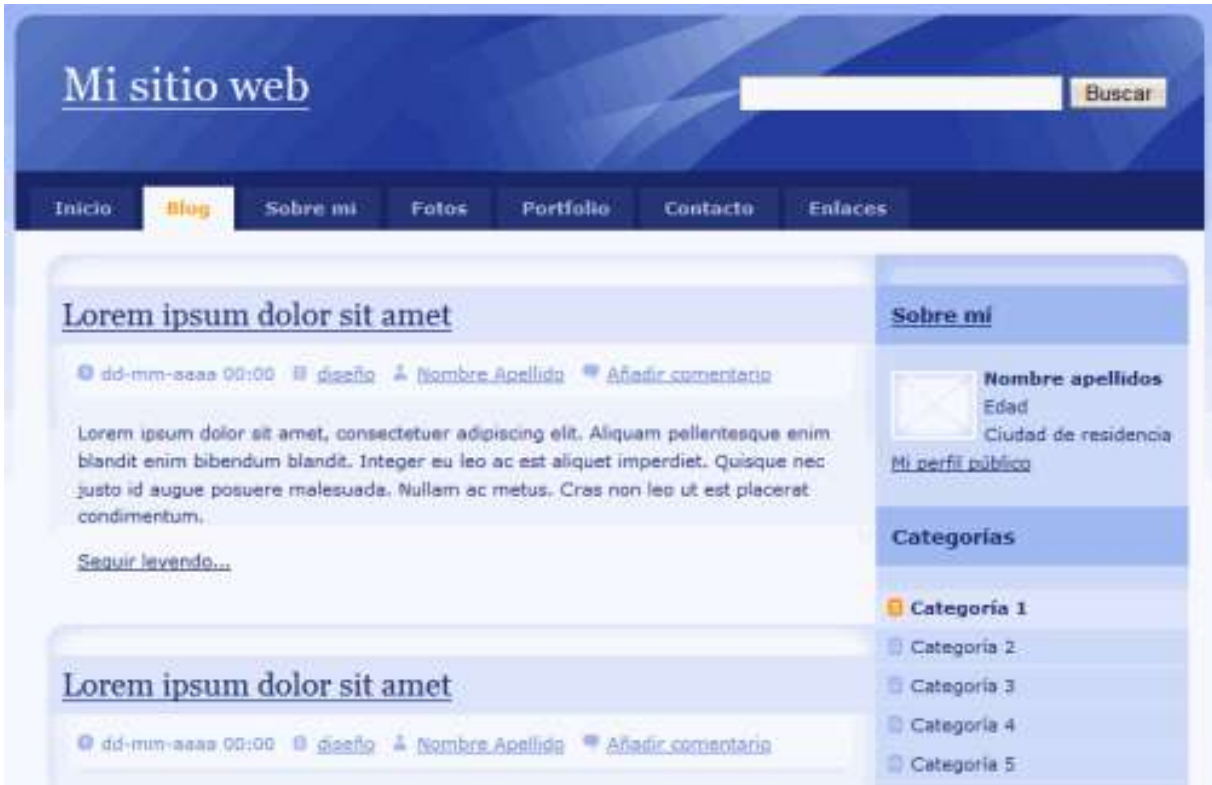 Mi sitio web
Buscar
Inicio Blog Sobre mi Fotos Portfolio Contacto Enlaces
Lorem ipsum dolor sit amet
dd-mm-aaaa 00:00 diseño Nombre Apellido Añadir comentario
Lorem ipsum dolor sit amet, consectetuer adipiscing elit. Aliquam pellentesque enim
blandit enim bibendum blandit. Integer eu leo ac est aliquet imperdiet. Quisque nec
justo id augue posuere malesuada. Nullam ac metus. Cras non leo ut est placerat
condimentum.
Seguir leyendo...
Lorem ipsum dolor sit amet
dd-mm-aaaa 00:00 diseño Nombre Apellido Añadir comentario
Sobre mí
Nombre apellidos
Edad
Ciudad de residencia
Mi perfil público
Categorías
Categoría 1
Categoría 2
Categoría 3
Categoría 4
Categoría 5